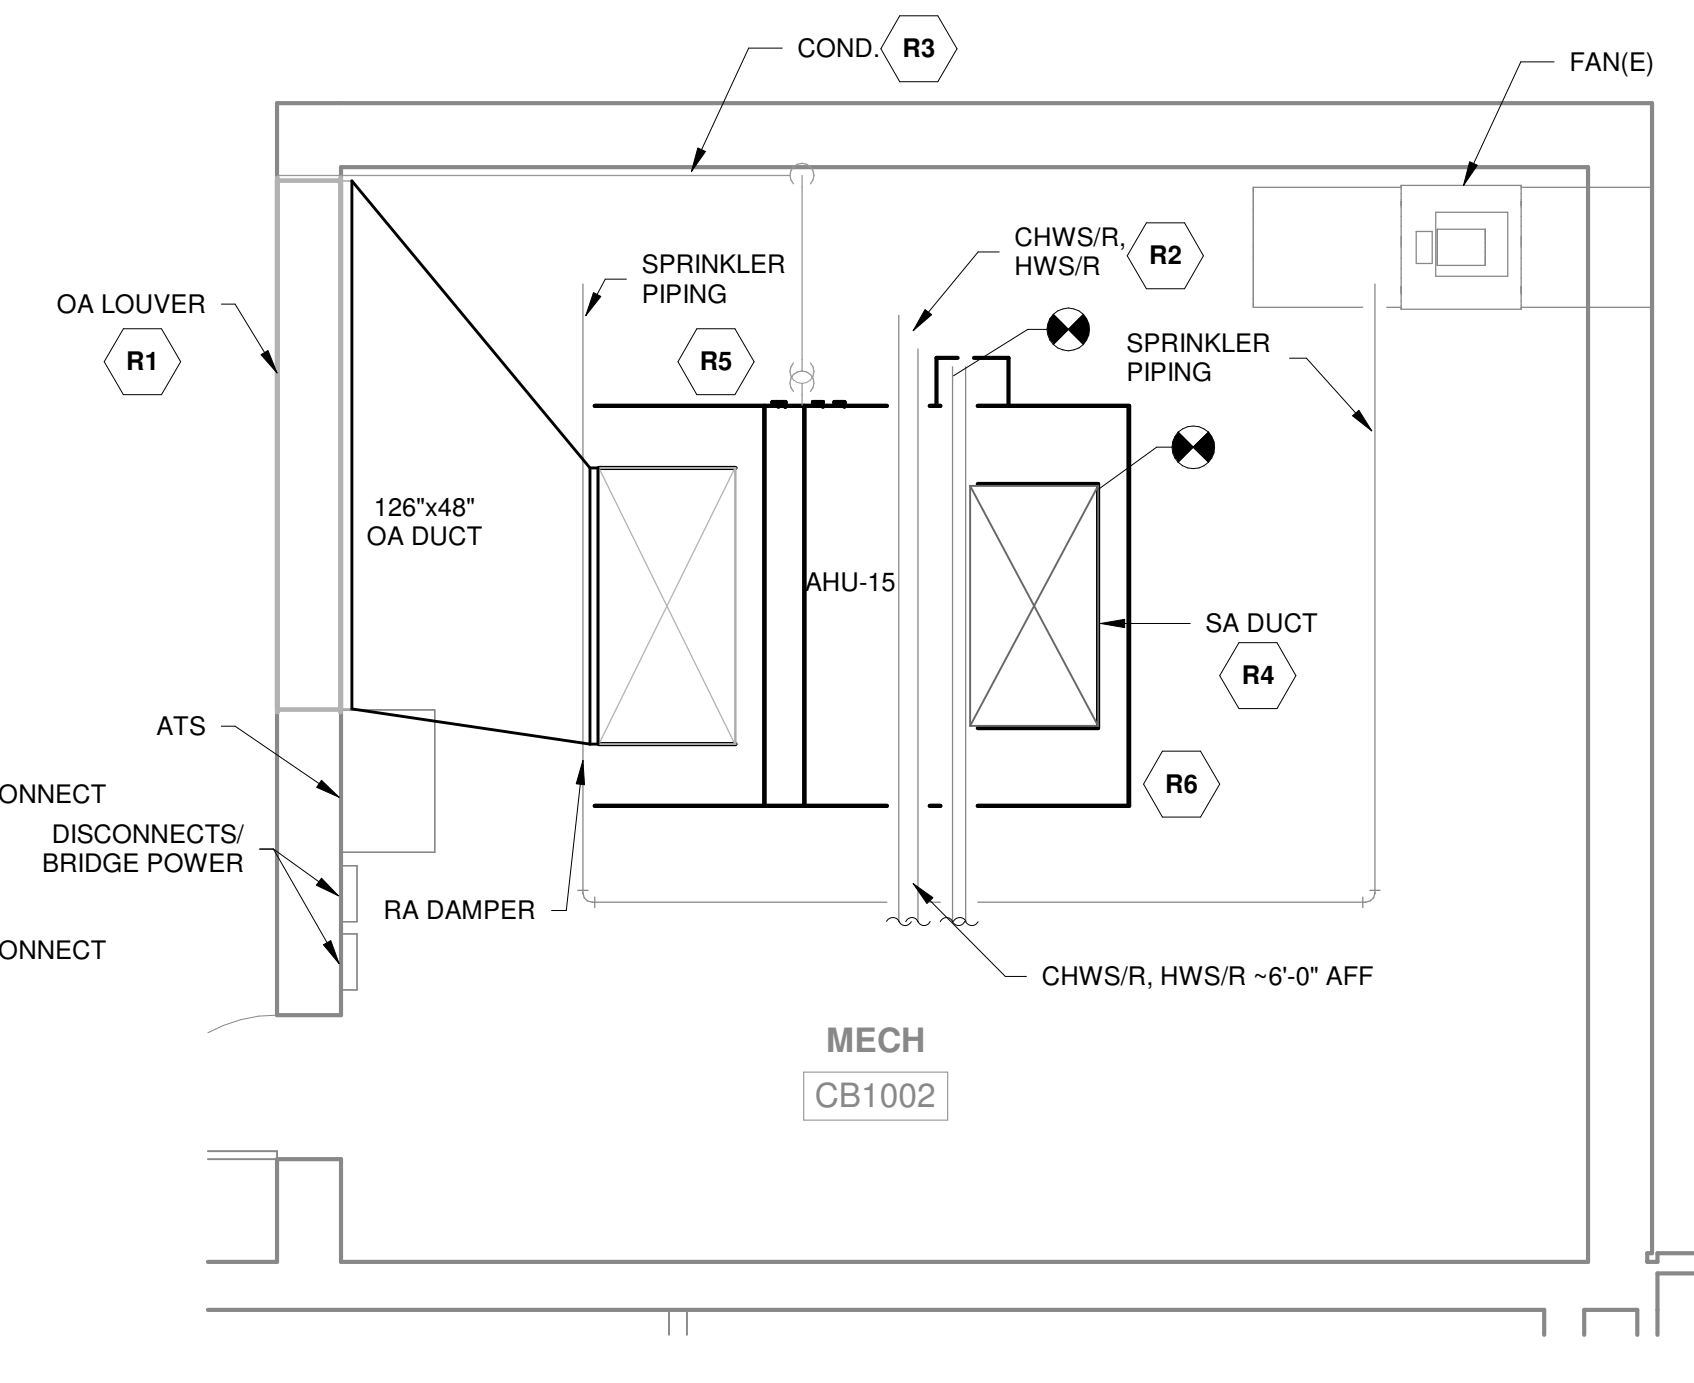 COND.
R3
FAN(E)
CHWS/R,
HWS/R
R2
SPRINKLER
PIPING
OA LOUVER
R1
R5
SPRINKLER
PIPING
126"x48"
OA DUCT
AHU-15
SA DUCT
R4
ATS
R6
ONNECT
DISCONNECTS/
BRIDGE POWER
RA DAMPER
ONNECT
CHWS/R, HWS/R ~6'-0" AFF
MECH
CB1002